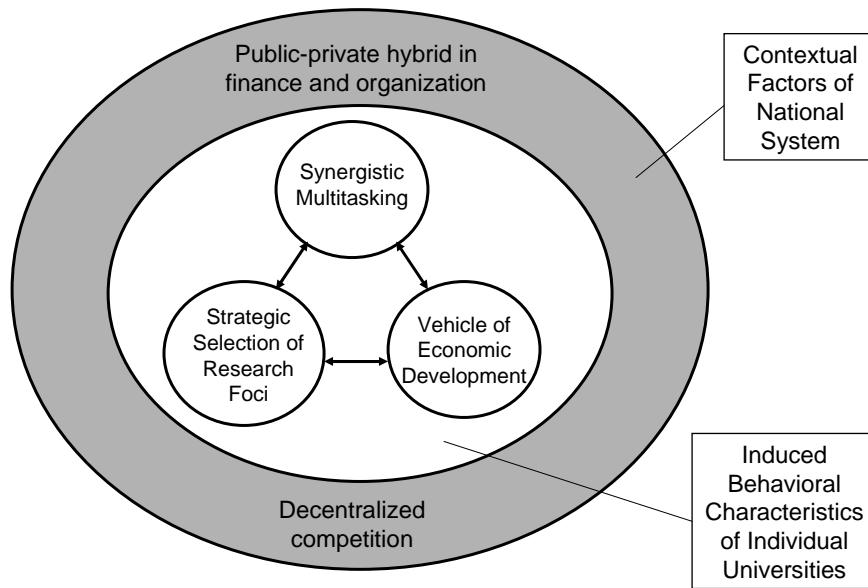 Public-private hybrid in
finance and organization
Contextual
Factors of
National
System
Synergistic
Multitasking
Strategic
Selection of
Research
Foci
Vehicle of
Economic
Development
Decentralized
competition
Induced
Behavioral
Characteristics
of Individual
Universities